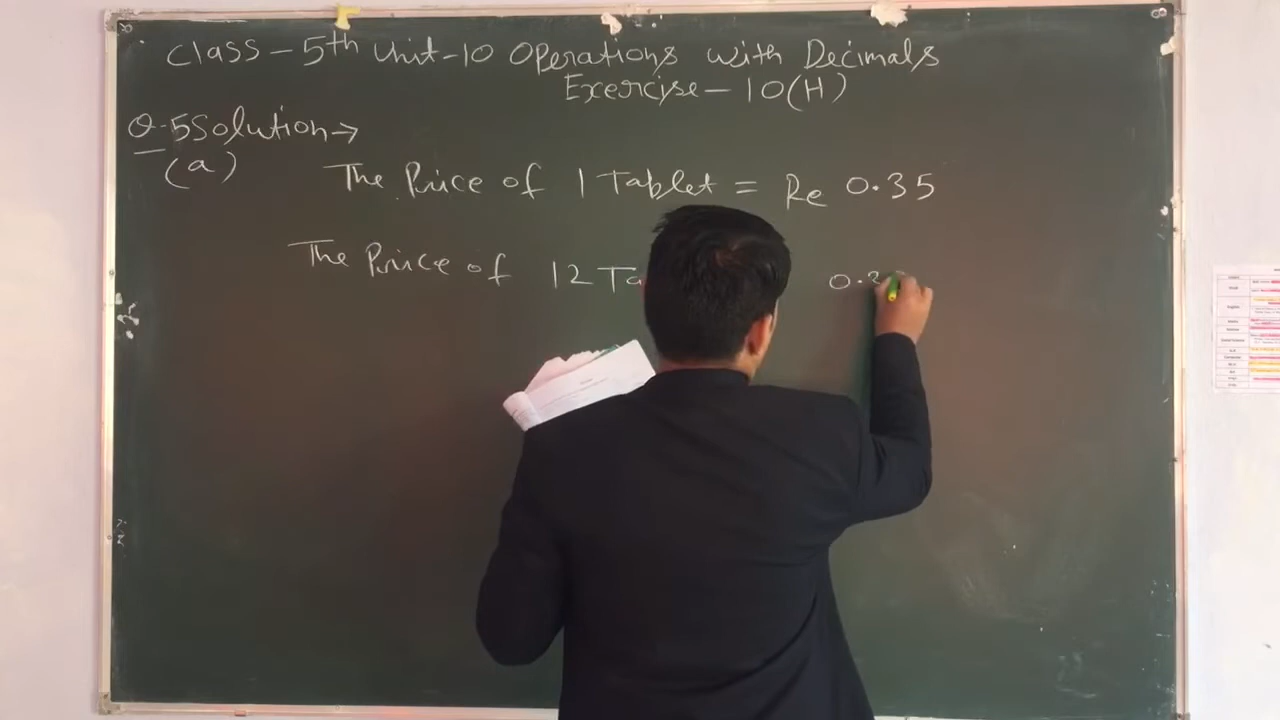 Class-5th Unit-10 Operations with Decimals
Exercise-10(H)
Q.5 Solution→
(a)
The Price of 1 Tablet = Re 0.35
The Price of 12 Ta 0.3